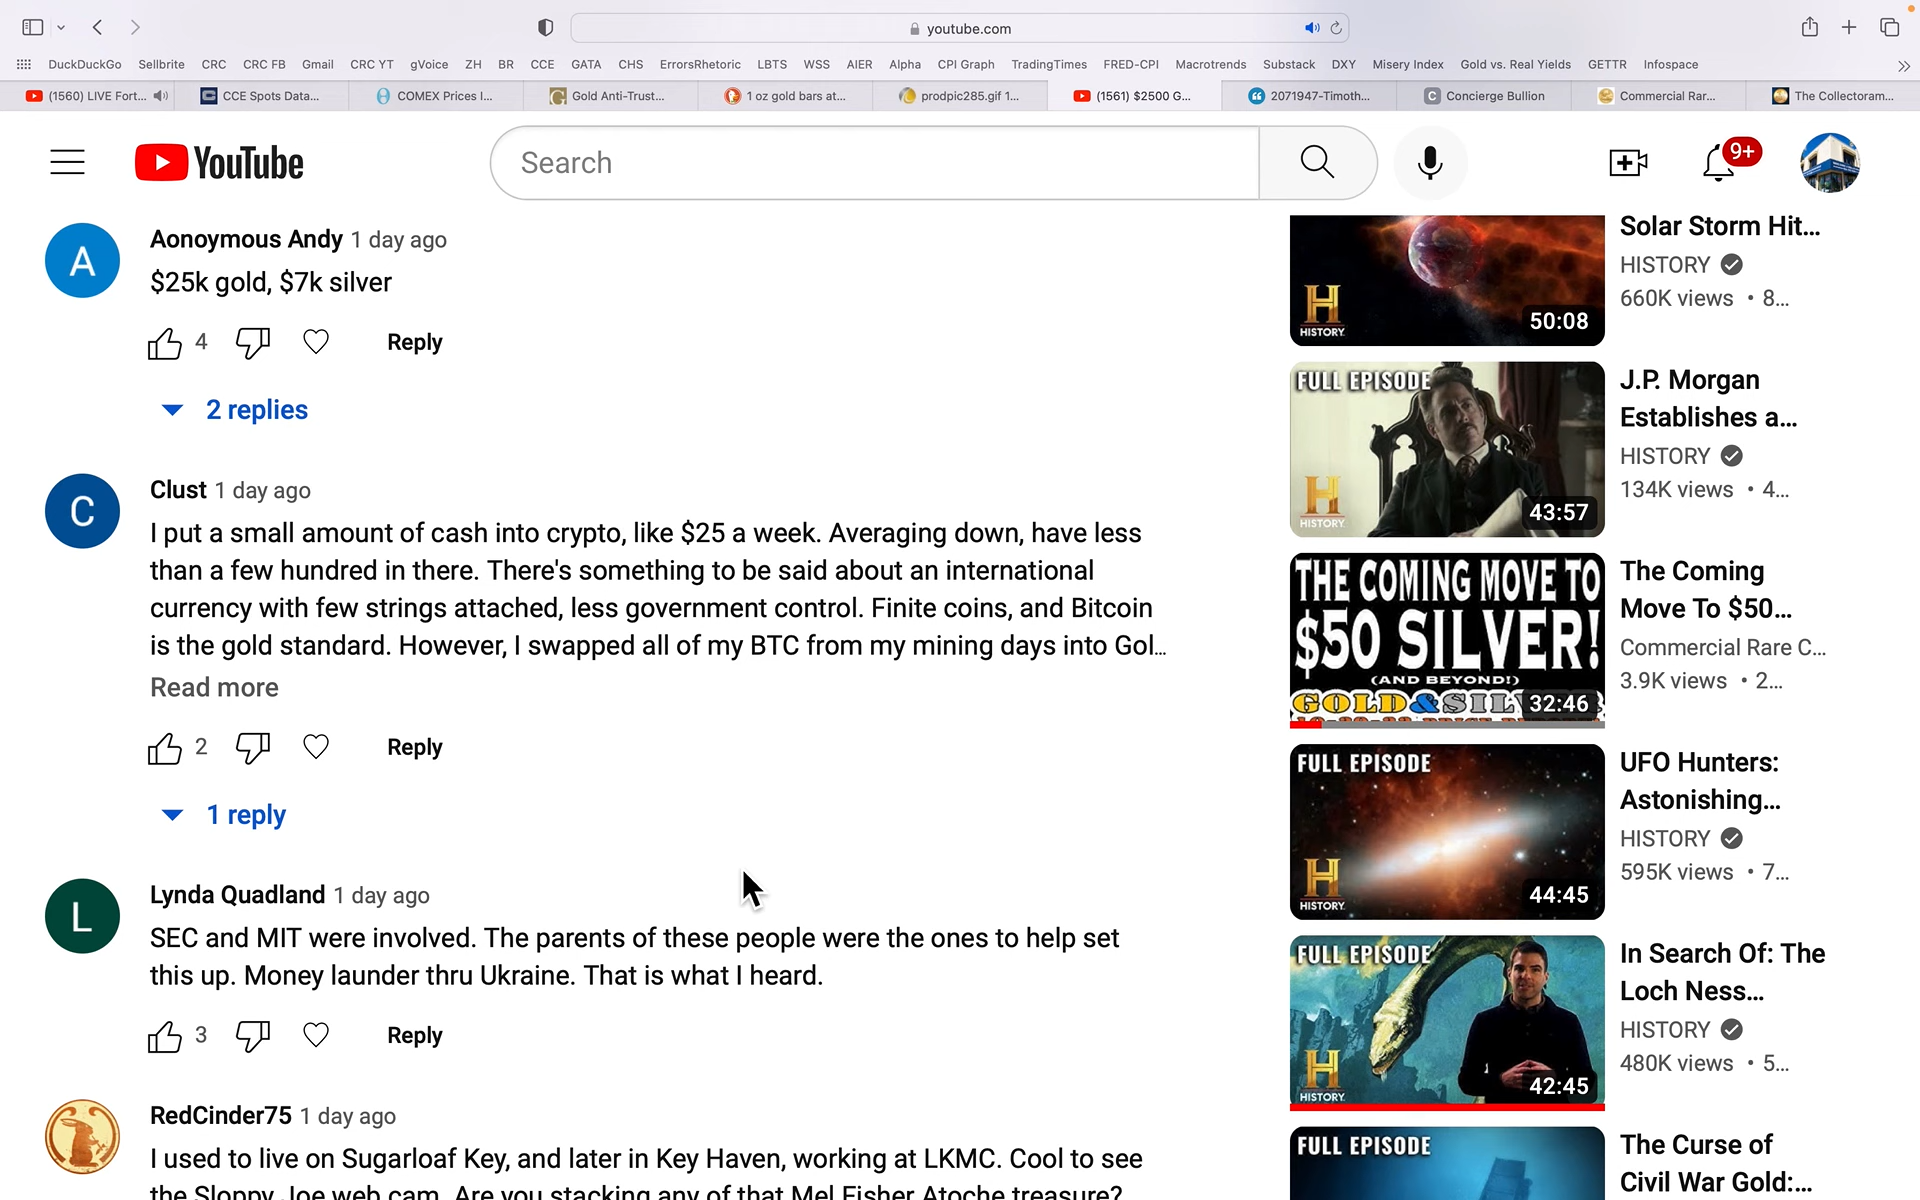 youtube.com
DuckDuckGo Sellbrite CRC CRC FB Gmail CRC YT gVoice ZH BR CCE GATA CHS ErrorsRhetoric LBTS WSS AIER Alpha CPI Graph TradingTimes FRED-CPI Macrotrends Substack DXY Misery Index Gold vs. Real Yields GETTR Infospace
(1560) LIVE Fort... CCE Spots Data... COMEX Prices I... Gold Anti-Trust... 1 oz gold bars at... prodpic285.gif 1... (1561) $2500 G... 2071947-Timoth... Concierge Bullion Commercial Rar... The Collectoram...
YouTube
Search
9+
A
Aonoymous Andy 1 day ago
$25k gold, $7k silver
4 Reply
2 replies
C
Clust 1 day ago
I put a small amount of cash into crypto, like $25 a week. Averaging down, have less
than a few hundred in there. There's something to be said about an international
currency with few strings attached, less government control. Finite coins, and Bitcoin
is the gold standard. However, I swapped all of my BTC from my mining days into Gol...
Read more
2 Reply
1 reply
L
Lynda Quadland 1 day ago
SEC and MIT were involved. The parents of these people were the ones to help set
this up. Money launder thru Ukraine. That is what I heard.
3 Reply
RedCinder75 1 day ago
I used to live on Sugarloaf Key, and later in Key Haven, working at LKMC. Cool to see
the Sloppy Joe web cam. Are you stacking any of that Mel Fisher Atoche treasure?
H
HISTORY
50:08
Solar Storm Hit...
HISTORY
660K views • 8...
FULL EPISODE
H
HISTORY
43:57
J.P. Morgan
Establishes a...
HISTORY
134K views • 4...
THE COMING MOVE TO
$50 SILVER!
(AND BEYOND!)
GOLD&SIL
32:46
The Coming
Move To $50...
Commercial Rare C...
3.9K views • 2...
FULL EPISODE
H
HISTORY
44:45
UFO Hunters:
Astonishing...
HISTORY
595K views • 7...
FULL EPISODE
H
HISTORY
42:45
In Search Of: The
Loch Ness...
HISTORY
480K views • 5...
FULL EPISODE
The Curse of
Civil War Gold:...